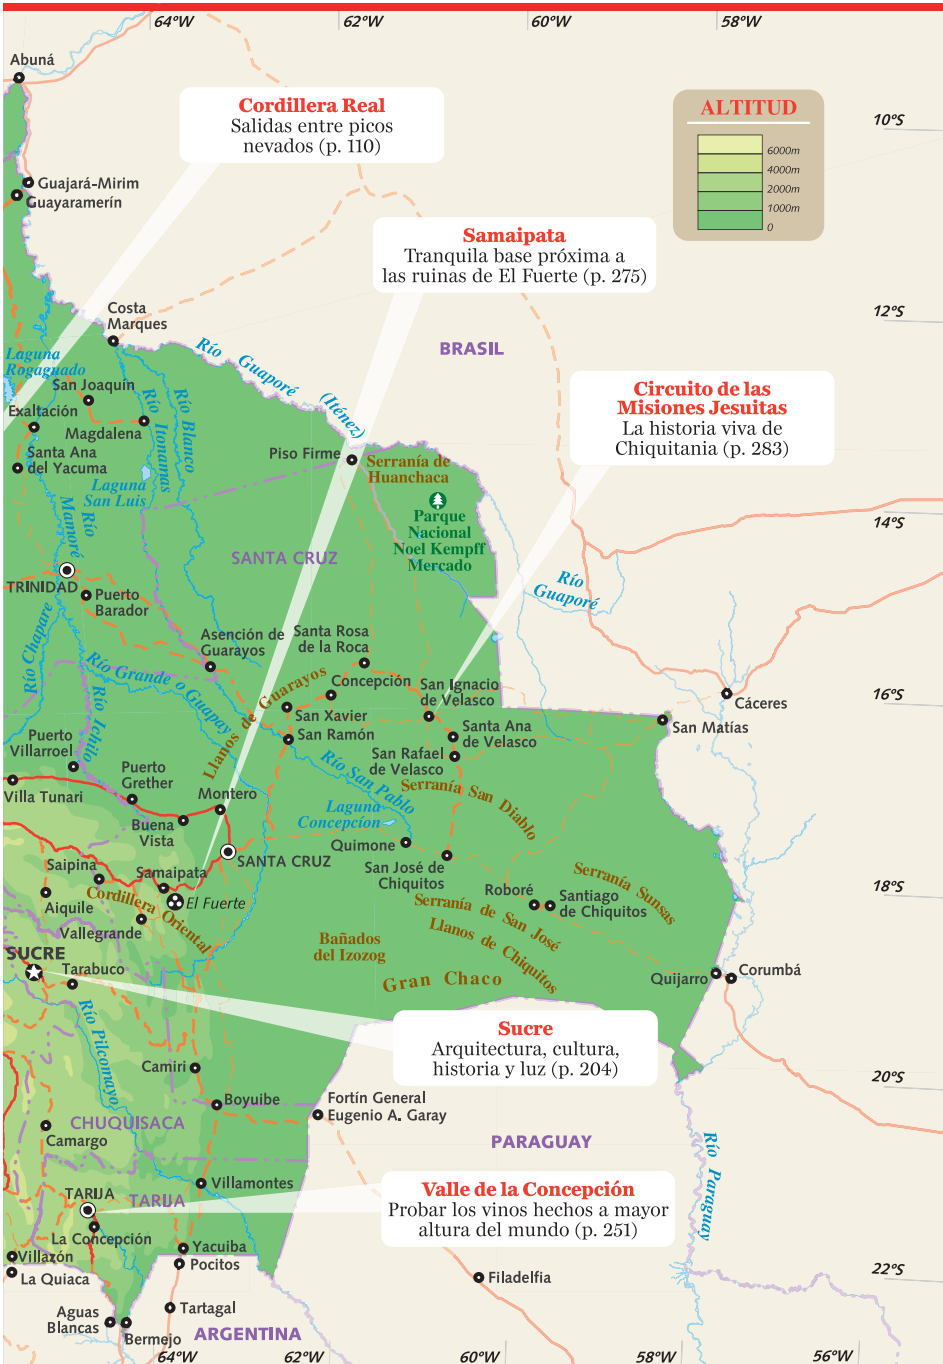 64°W
62°W
60°W
58°W
Abuná
Cordillera Real
Salidas entre picos
nevados (p. 110)
ALTITUD
6000m
4000m
2000m
1000m
0
10°S
Guajará-Mirim
Guayaramerín
Samaipata
Tranquila base próxima a
las ruinas de El Fuerte (p. 275)
Costa
Marques
12°S
Río Guaporé (Iténez)
BRASIL
Laguna
Rogaguado
San Joaquín
Río Blanco
Río Itonamas
Exaltación
Magdalena
Circuito de las
Misiones Jesuitas
La historia viva de
Chiquitania (p. 283)
Santa Ana
del Yacuma
Piso Firme
Serranía de
Huanchaca
Laguna
San Luis
Río Mamoré
Parque
Nacional
Noel Kempff
Mercado
14°S
SANTA CRUZ
TRINIDAD
Puerto
Barador
Río
Guaporé
Río Chapare
Asención de
Guarayos
Santa Rosa
de la Roca
Río Grande o Guapay
Río Ichilo
Llanos de Guarayos
Concepción
San Ignacio
de Velasco
16°S
Cáceres
San Xavier
San Ramón
Santa Ana
de Velasco
San Matías
San Rafael
de Velasco
Puerto
Villarroel
Puerto
Grether
Río San Pablo
Serranía San Diablo
Villa Tunari
Montero
Laguna
Concepcíon
Buena
Vista
Quimone
SANTA CRUZ
San José de
Chiquitos
Saipina
Samaipata
Serranía Sunsas
18°S
Aiquile
Cordillera Oriental
El Fuerte
Roboré
Santiago
de Chiquitos
Vallegrande
Serranía de San José
Llanos de Chiquitos
Bañados
del Izozog
SUCRE
Tarabuco
Gran Chaco
Quijarro
Corumbá
Río Pilcomayo
Sucre
Arquitectura, cultura,
historia y luz (p. 204)
Camiri
20°S
Boyuibe
Fortín General
Eugenio A. Garay
CHUQUISACA
Camargo
PARAGUAY
Río Paraguay
Villamontes
TARIJA
TARIJA
Valle de la Concepción
Probar los vinos hechos a mayor
altura del mundo (p. 251)
La Concepción
Villazón
Yacuiba
Pocitos
La Quiaca
Filadelfia
22°S
Tartagal
Aguas
Blancas
Bermejo
ARGENTINA
64°W
62°W
60°W
58°W
56°W